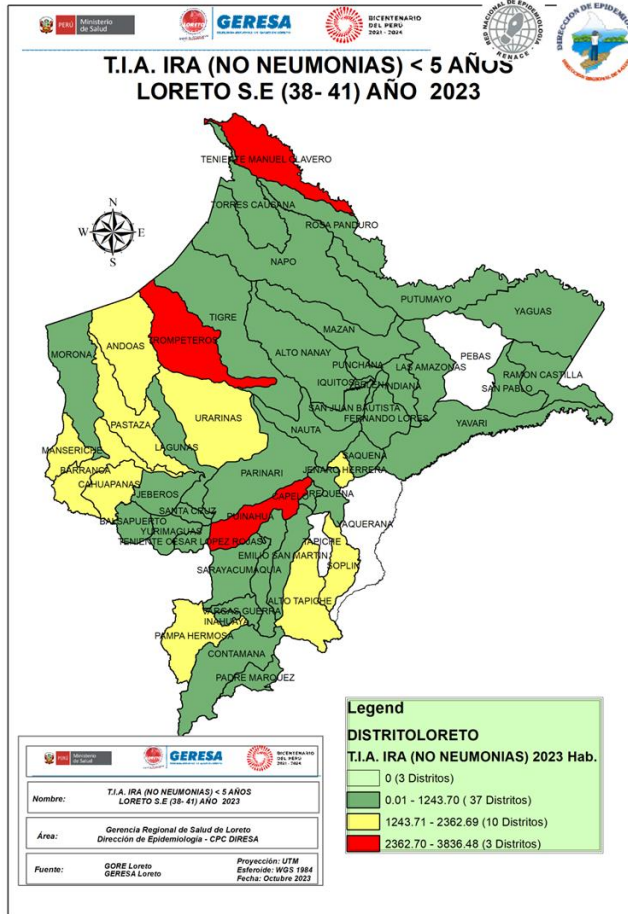 PERÚ
Ministerio
de Salud
LORETO
GERESA
BICENTENARIO
DEL PERÚ
2021 - 2024
RED NACIONAL DE EPIDEMIOLOGÍA
RENACE
T.I.A. IRA (NO NEUMONIAS) < 5 AÑOS
LORETO S.E (38- 41) AÑO 2023
N
W
E
S
TENIENTE MANUEL CLAVERO
TORRES CAUSANA
ROSA PANDURO
NAPO
PUTUMAYO
YAGUAS
TIGRE
ROMPETEROS
MAZAN
ANDOAS
MORONA
ALTO NANAY
PUNCHANA
LAS AMAZONAS
PEBAS
RAMON CASTILLA
IQUITOS
INDIANA
SAN PABLO
SAN JUAN BAUTISTA
FERNANDO LORES
URARINAS
PASTAZA
NAUTA
YAVARI
LAGUNAS
MANSERICHE
SAQUENA
BARRANCA
JENARO HERRERA
CAHUAPANAS
PARINARI
JEBEROS
CAPELO
REQUENA
SANTA CRUZ
PUINAHUA
BALSAPUERTO
YAQUERANA
YURIMAGUAS
TENIENTE CESAR LOPEZ ROJAS
TAPICHE
EMILIO SAN MARTIN
SOPLIN
SARAYACU
MAQUIA
ALTO TAPICHE
VARGAS GUERRA
INAHUAYA
PAMPA HERMOSA
CONTAMANA
PADRE MARQUEZ
Legend
DISTRITOLORETO
T.I.A. IRA (NO NEUMONIAS) 2023 Hab.
0 (3 Distritos)
0.01 - 1243.70 ( 37 Distritos)
1243.71 - 2362.69 (10 Distritos)
2362.70 - 3836.48 (3 Distritos)
PERÚ
Ministerio
de Salud
GERESA
BICENTENARIO
DEL PERÚ
2021 - 2024
Nombre: T.I.A. IRA (NO NEUMONIAS) < 5 AÑOS
LORETO S.E (38- 41) AÑO 2023
Área: Gerencia Regional de Salud de Loreto
Dirección de Epidemiología - CPC DIRESA
Fuente: GORE Loreto
GERESA Loreto
Proyección: UTM
Esferoide: WGS 1984
Fecha: Octubre 2023